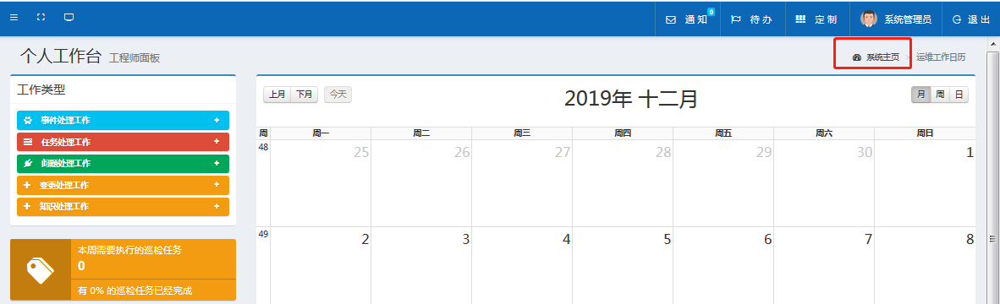 通 知 0 待 办 定 制 系统管理员 退 出
个人工作台 工程师面板 系统主页 > 运维工作日历
工作类型
事件处理工作 +
任务处理工作 +
问题处理工作 +
变更处理工作 +
知识处理工作 +
本周需要执行的巡检任务
0
有 0% 的巡检任务已经完成
上月 下月 今天 2019年 十二月 月 周 日
周 周一 周二 周三 周四 周五 周六 周日
48 25 26 27 28 29 30 1
49 2 3 4 5 6 7 8